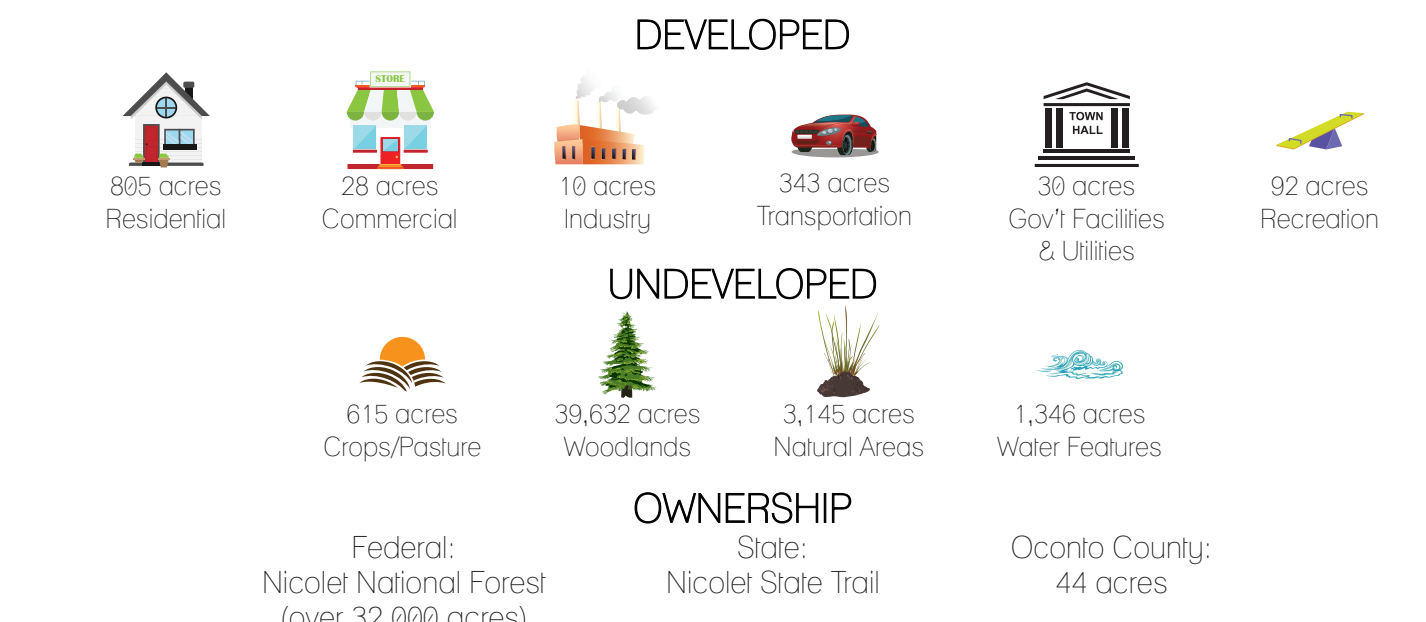 DEVELOPED
STORE
TOWN
HALL
805 acres
Residential
28 acres
Commercial
10 acres
Industry
343 acres
Transportation
30 acres
Gov't Facilities
& Utilities
92 acres
Recreation
UNDEVELOPED
615 acres
Crops/Pasture
39,632 acres
Woodlands
3,145 acres
Natural Areas
1,346 acres
Water Features
OWNERSHIP
Federal:
Nicolet National Forest
(over 32,000 acres)
State:
Nicolet State Trail
Oconto County:
44 acres